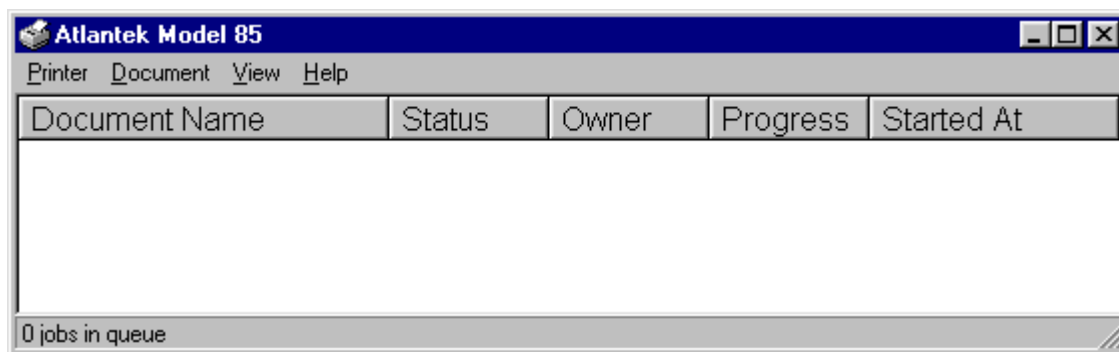 Atlantek Model 85
Printer Document View Help
Document Name Status Owner Progress Started At
0 jobs in queue